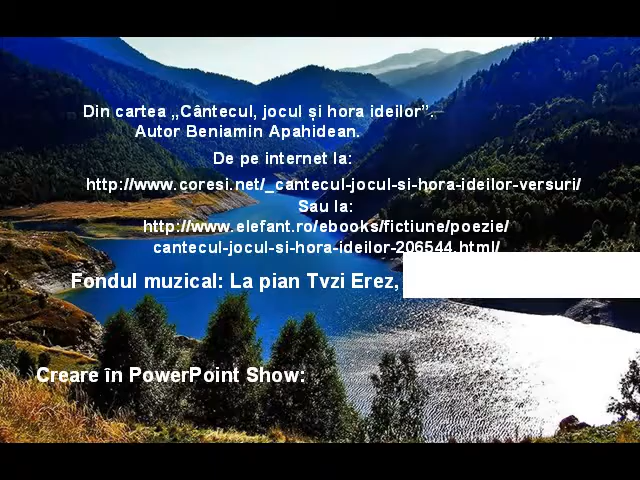 Din cartea „Cântecul, jocul și hora ideilor”.
Autor Beniamin Apahidean.
De pe internet la:
http://www.coresi.net/_cantecul-jocul-si-hora-ideilor-versuri/
Sau la:
http://www.elefant.ro/ebooks/fictiune/poezie/
cantecul-jocul-si-hora-ideilor-206544.html/
Fondul muzical: La pian Tvzi Erez,
Creare în PowerPoint Show: